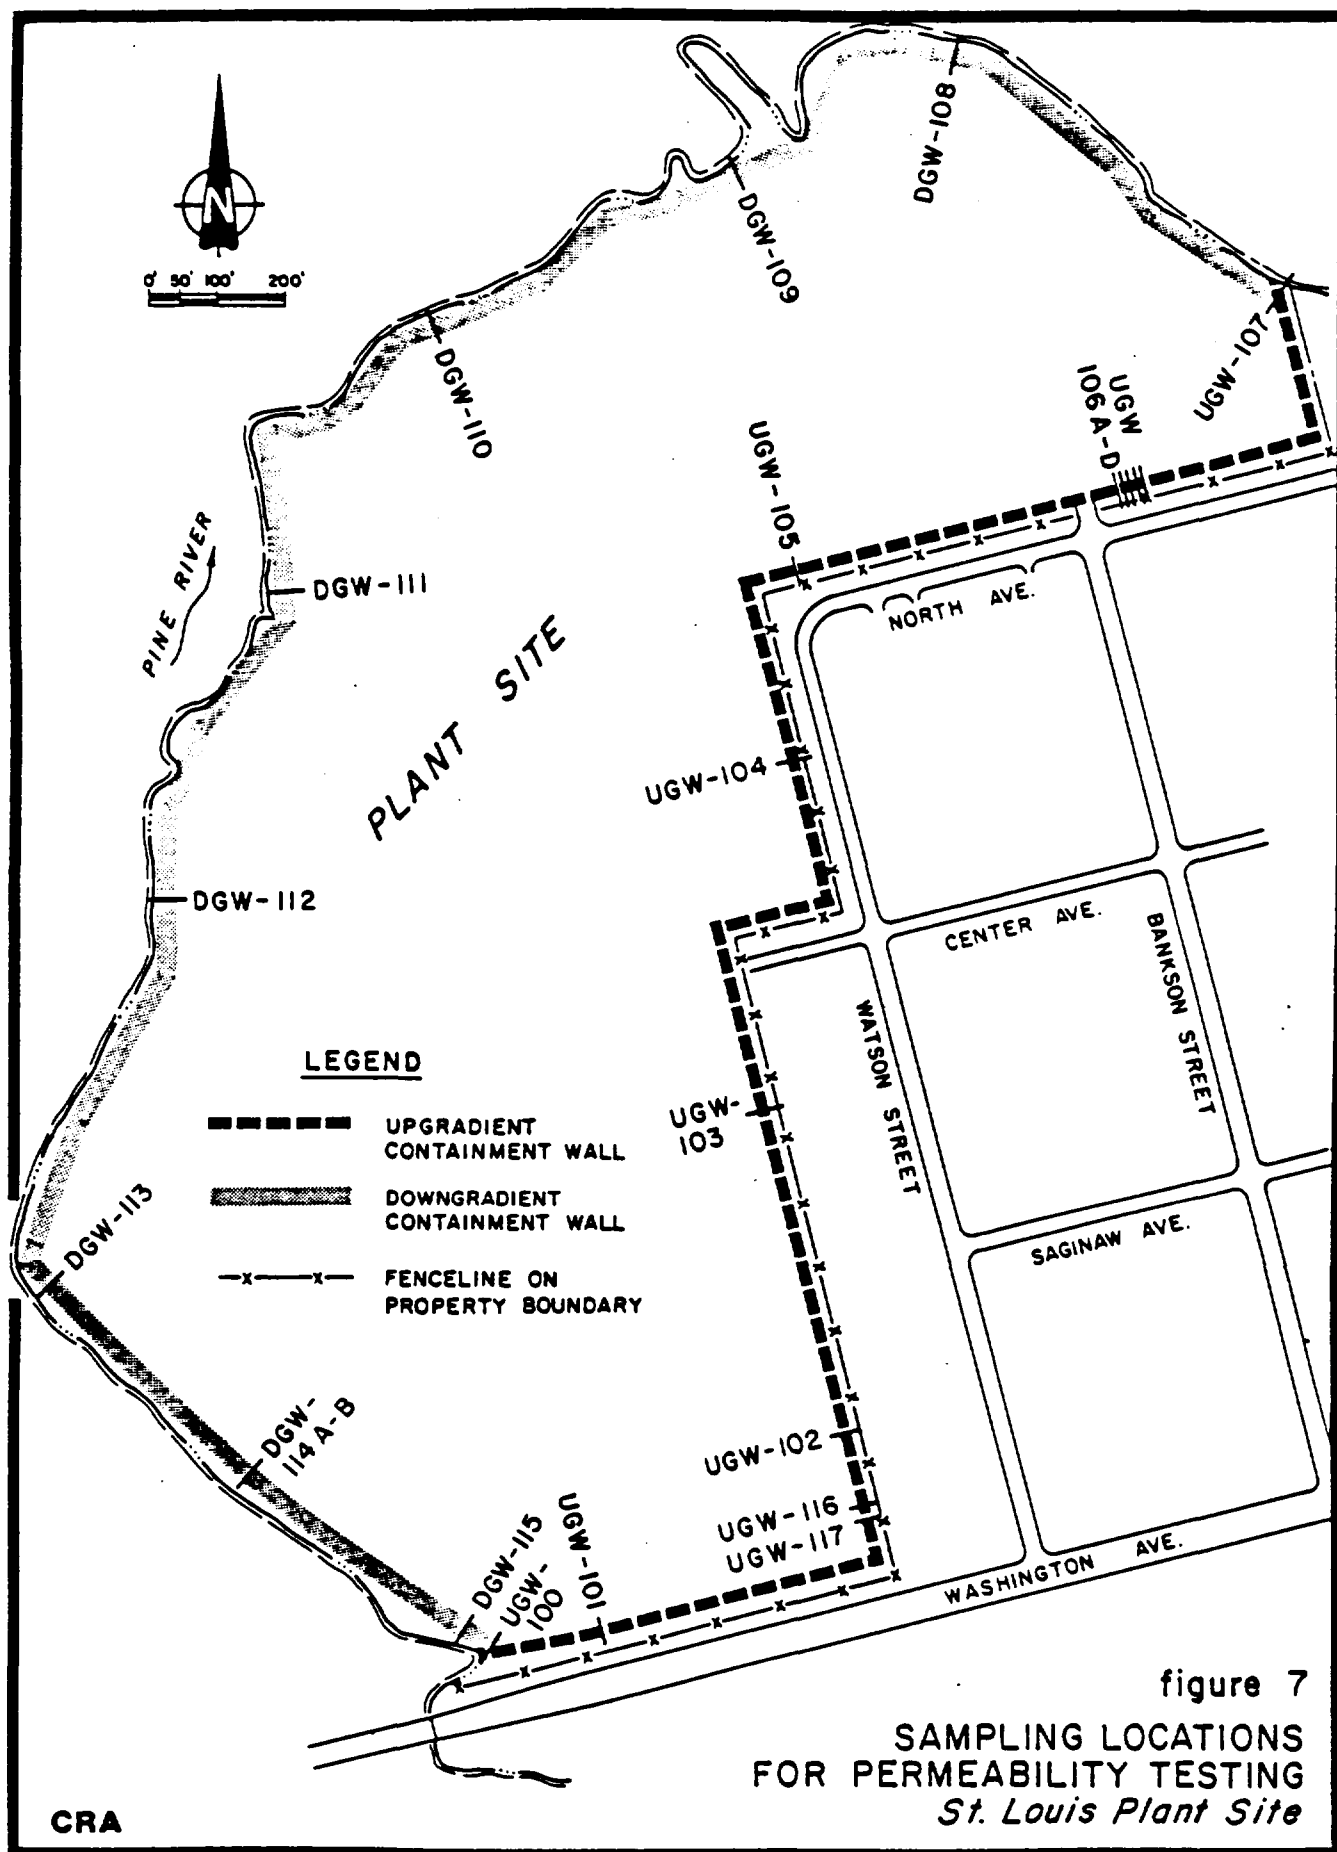 DGW-108
N
0' 50' 100' 200'
DGW-109
UGW-107
DGW-110
UGW
106 A-D
UGW-105
PINE RIVER
DGW-111
NORTH AVE.
PLANT SITE
UGW-104
DGW-112
CENTER AVE.
BANKSON STREET
WATSON STREET
LEGEND
UPGRADIENT
CONTAINMENT WALL
UGW-
103
DOWNGRADIENT
CONTAINMENT WALL
DGW-113
SAGINAW AVE.
-x-x- FENCELINE ON
PROPERTY BOUNDARY
DGW-
114 A-B
UGW-102
UGW-116
UGW-117
DGW-115
UGW-
100
UGW-101
WASHINGTON AVE.
figure 7
SAMPLING LOCATIONS
FOR PERMEABILITY TESTING
St. Louis Plant Site
CRA